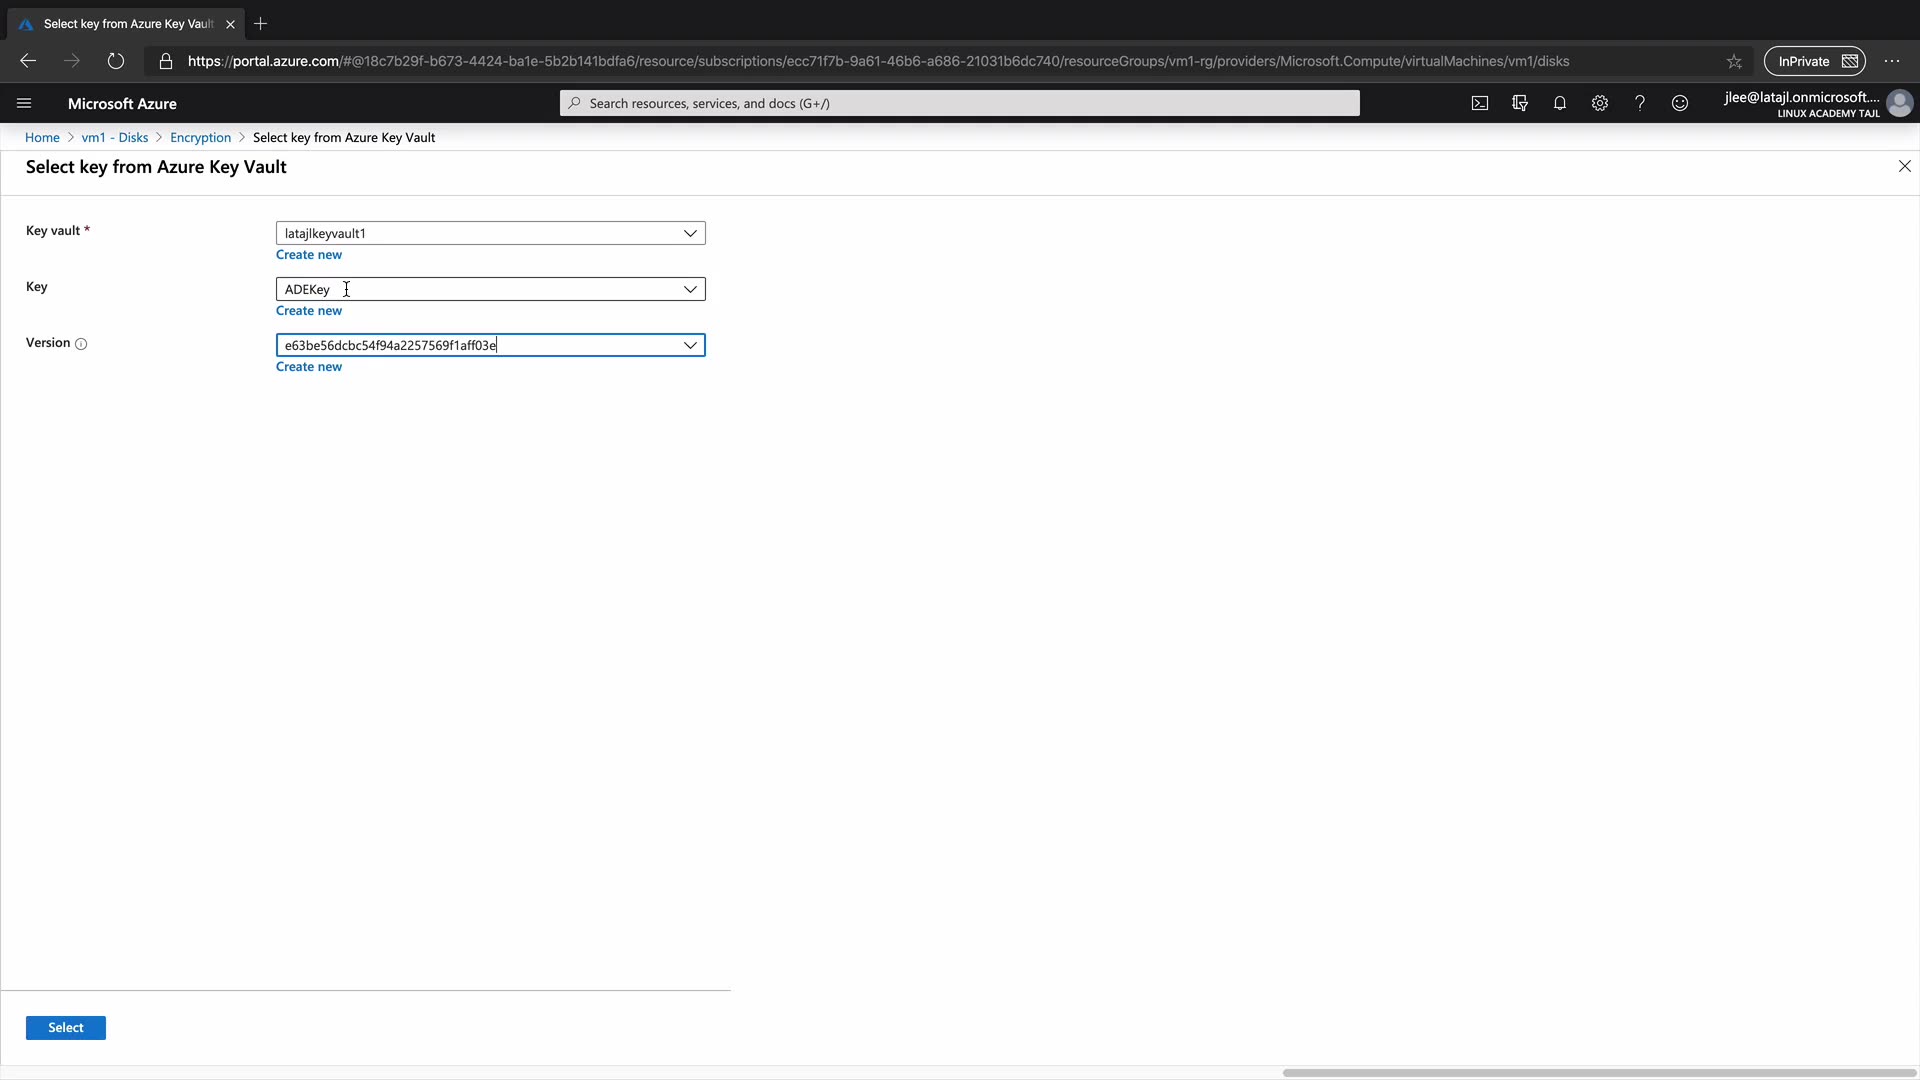 Select key from Azure Key Vault
https://portal.azure.com/#@18c7b29f-b673-4424-ba1e-5b2b141bdfa6/resource/subscriptions/ecc71f7b-9a61-46b6-a686-21031b6dc740/resourceGroups/vm1-rg/providers/Microsoft.Compute/virtualMachines/vm1/disks
InPrivate
Microsoft Azure
Search resources, services, and docs (G+/)
jlee@latajl.onmicrosoft....
LINUX ACADEMY TAJL
Home > vm1 - Disks > Encryption > Select key from Azure Key Vault
Select key from Azure Key Vault
Key vault *
latajlkeyvault1
Create new
Key
ADEKey
Create new
Version
e63be56dcbc54f94a2257569f1aff03e
Create new
Select